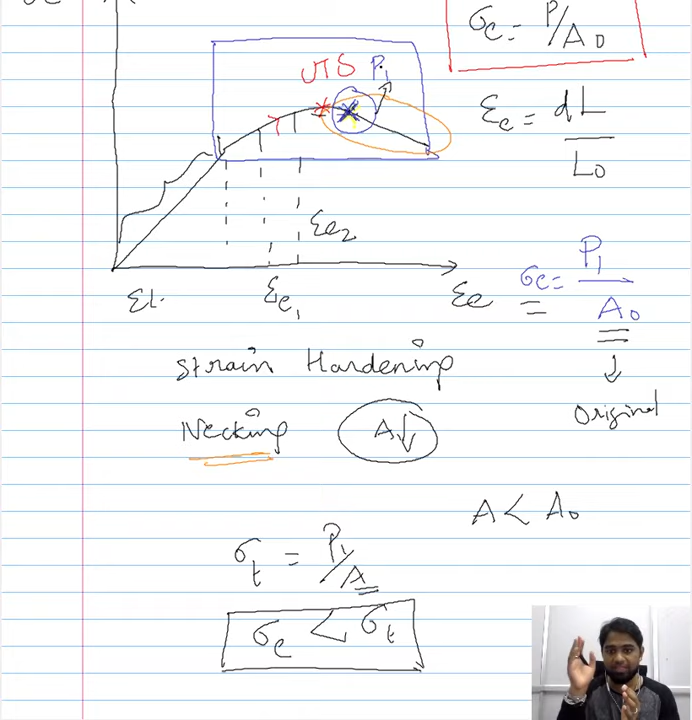 σe = P/A0
UTS P1
εe = dL/L0
εe2
εe1 εe
σe = P1/A0
Strain Hardening
Original
Necking A↓
A < A0
σt = P1/A
σe < σt